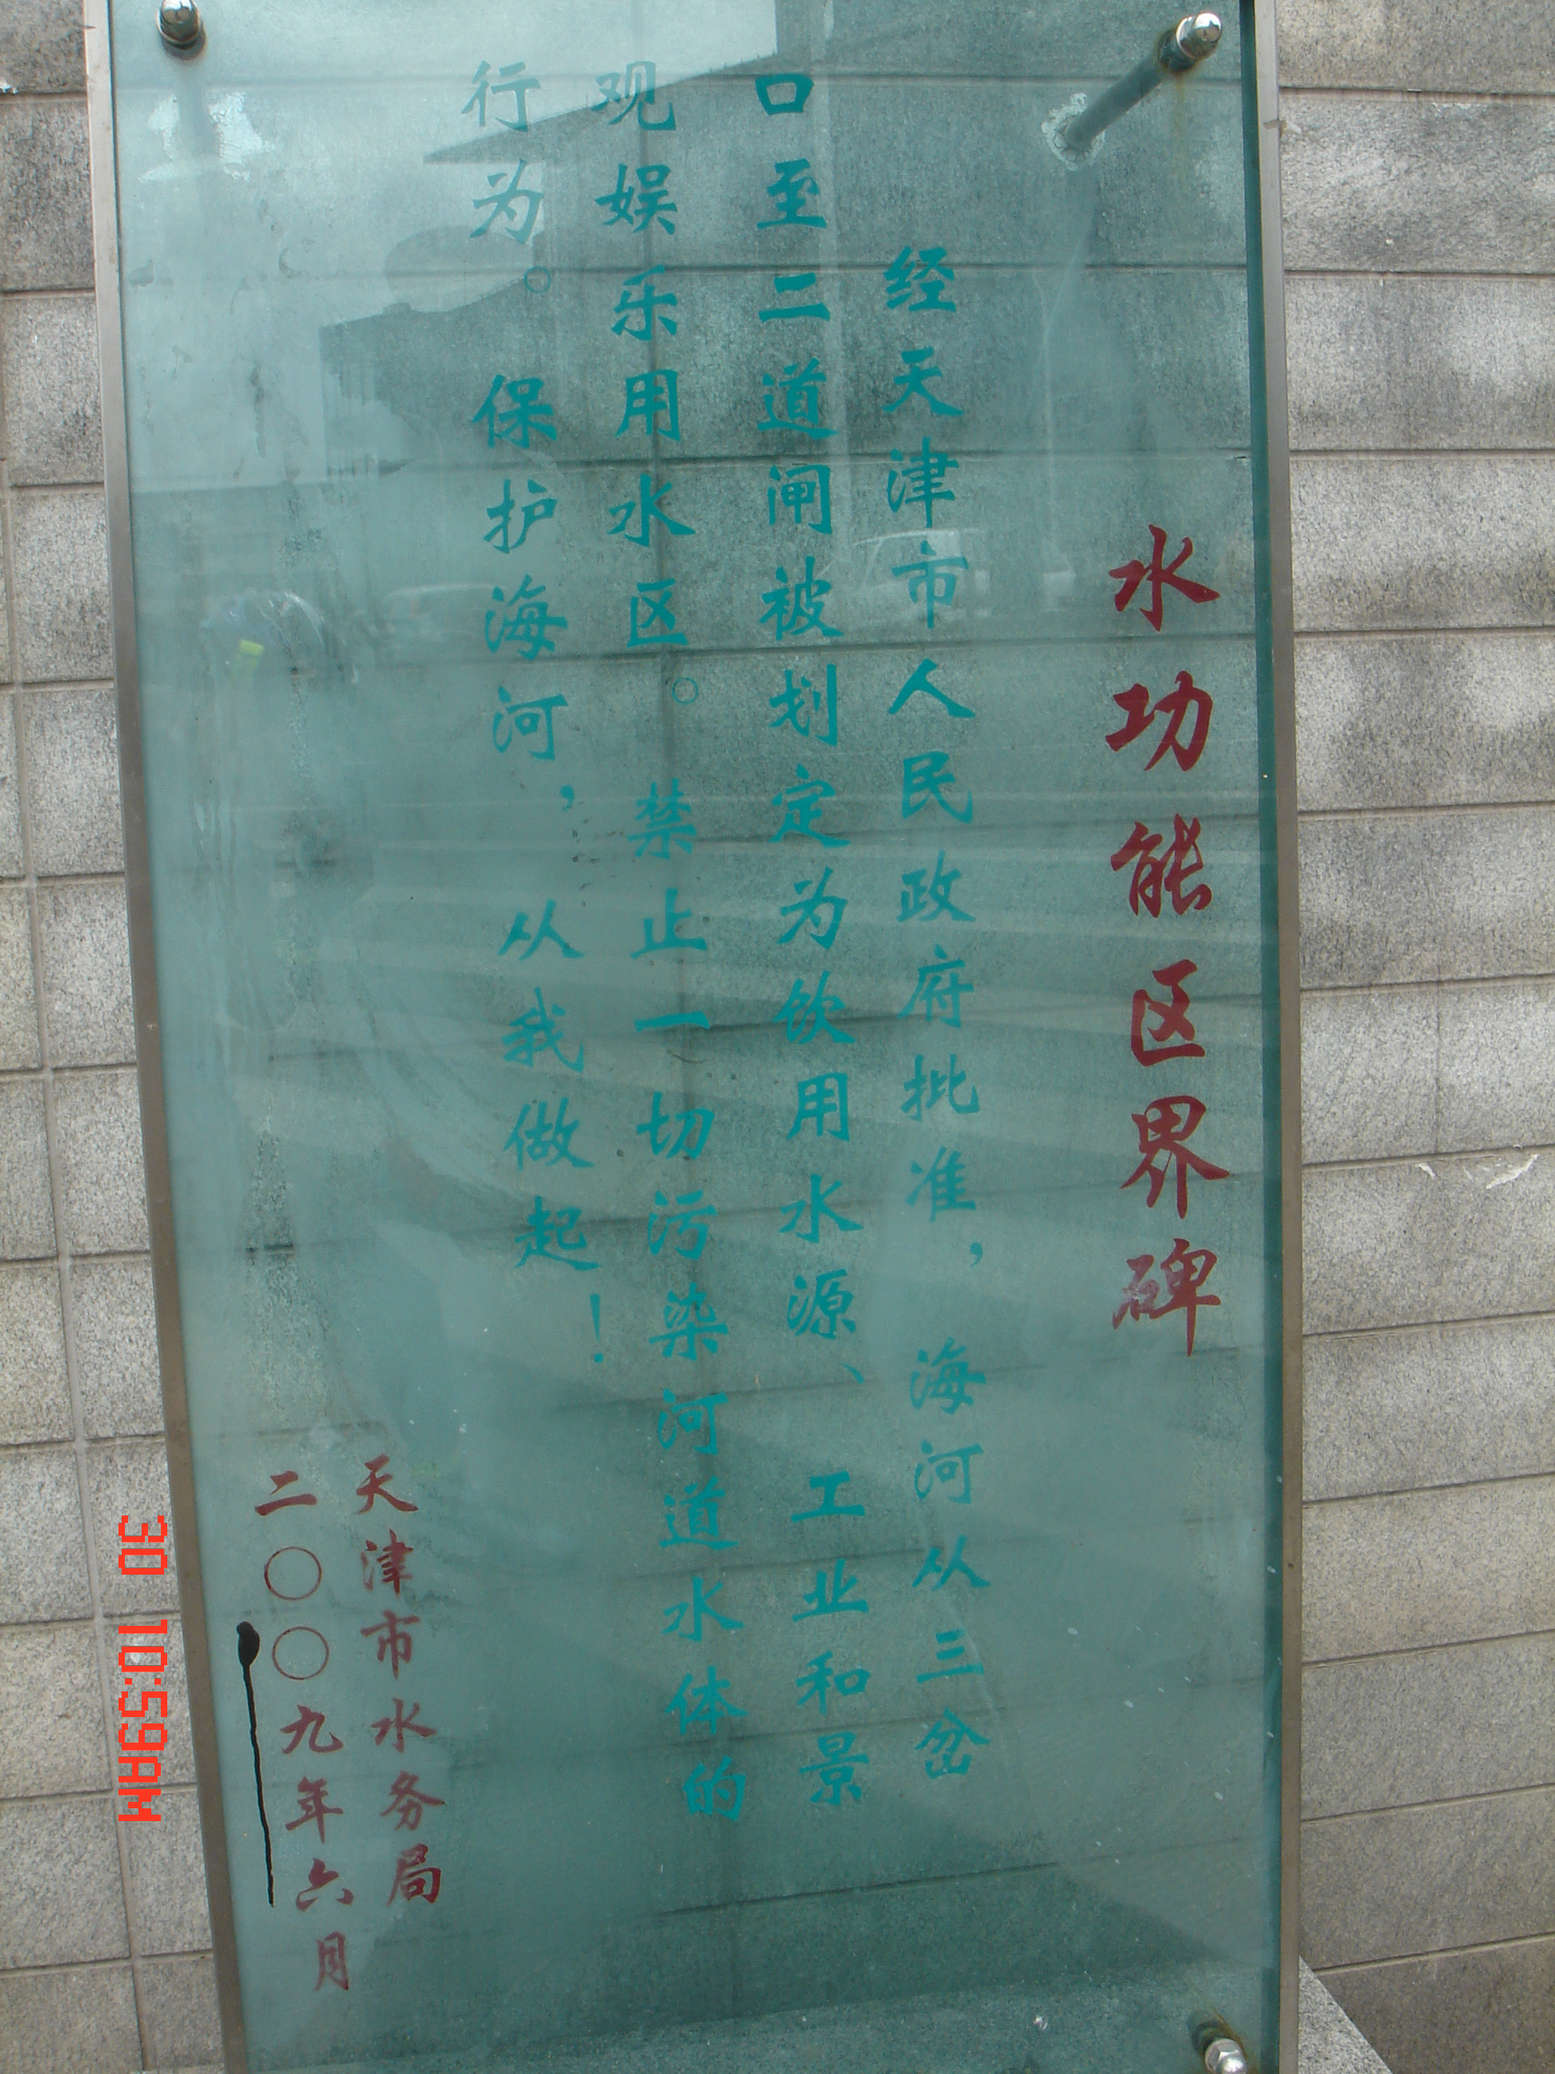 水功能区界碑
经天津市人民政府批准，海河从三岔
口至二道闸被划定为饮用水源、工业和景
观娱乐用水区。禁止一切污染河道水体的
行为。保护海河，从我做起！
天津市水务局
二〇〇九年六月
30 10:59AM